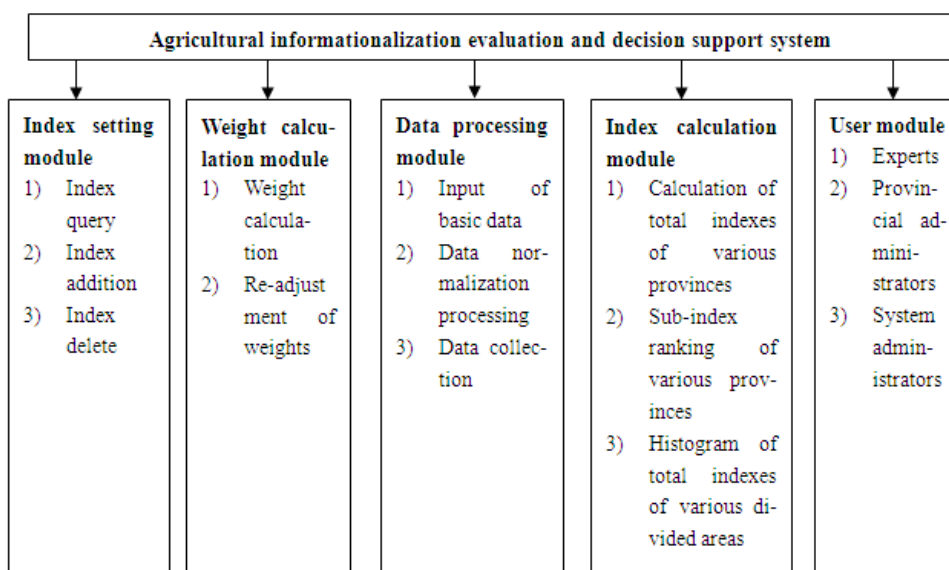 Agricultural informationalization evaluation and decision support system
Index setting
module
1) Index
query
2) Index
addition
3) Index
delete
Weight calcu-
lation module
1) Weight
calcula-
tion
2) Re-adjust
ment of
weights
Data processing
module
1) Input of
basic data
2) Data nor-
malization
processing
3) Data collec-
tion
Index calculation
module
1) Calculation of
total indexes
of various
provinces
2) Sub-index
ranking of
various prov-
inces
3) Histogram of
total indexes
of various di-
vided areas
User module
1) Experts
2) Provin-
cial ad-
mini-
strators
3) System
admin-
istrators